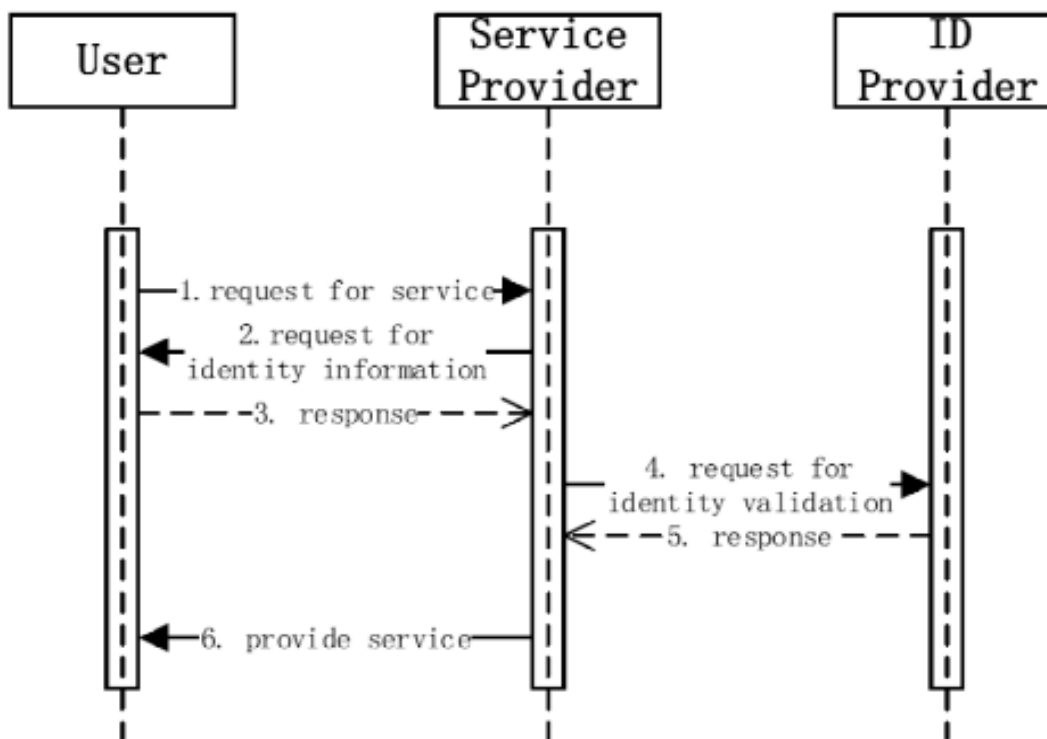 User
Service
Provider
ID
Provider
1. request for service
2. request for
identity information
3. response
4. request for
identity validation
5. response
6. provide service